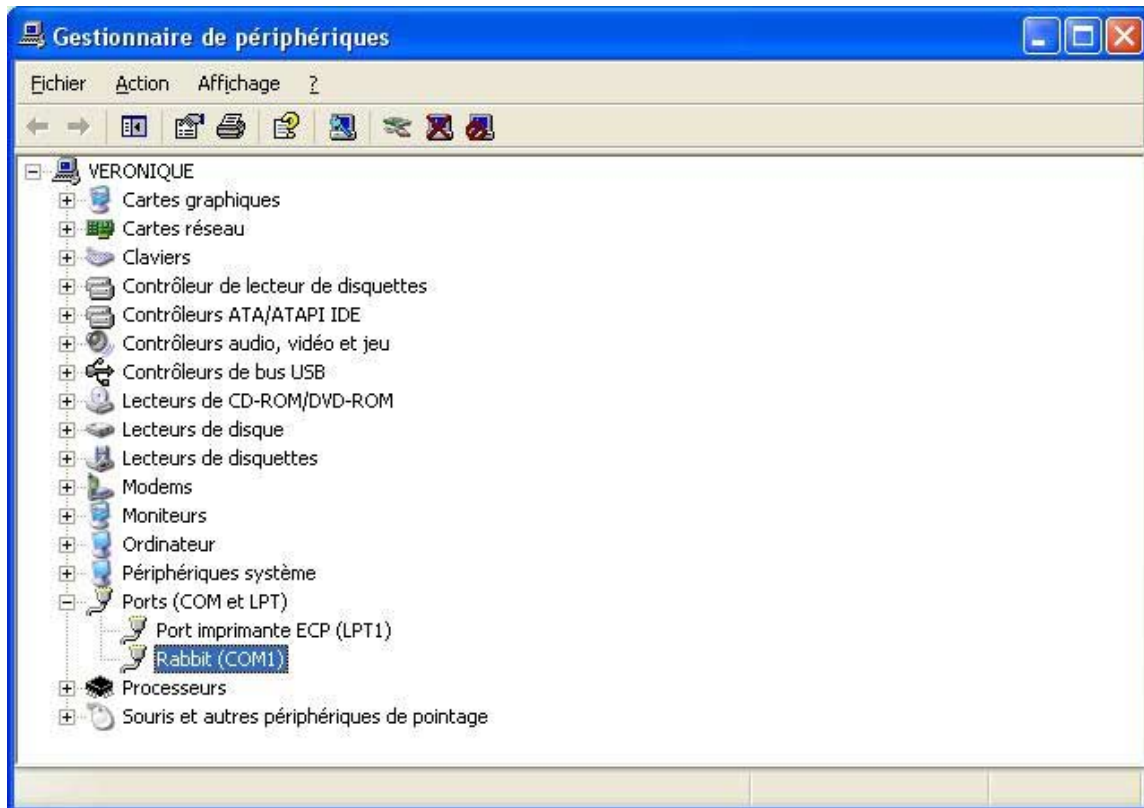 Gestionnaire de périphériques
Fichier Action Affichage ?
VERONIQUE
Cartes graphiques
Cartes réseau
Claviers
Contrôleur de lecteur de disquettes
Contrôleurs ATA/ATAPI IDE
Contrôleurs audio, vidéo et jeu
Contrôleurs de bus USB
Lecteurs de CD-ROM/DVD-ROM
Lecteurs de disque
Lecteurs de disquettes
Modems
Moniteurs
Ordinateur
Périphériques système
Ports (COM et LPT)
Port imprimante ECP (LPT1)
Rabbit (COM1)
Processeurs
Souris et autres périphériques de pointage